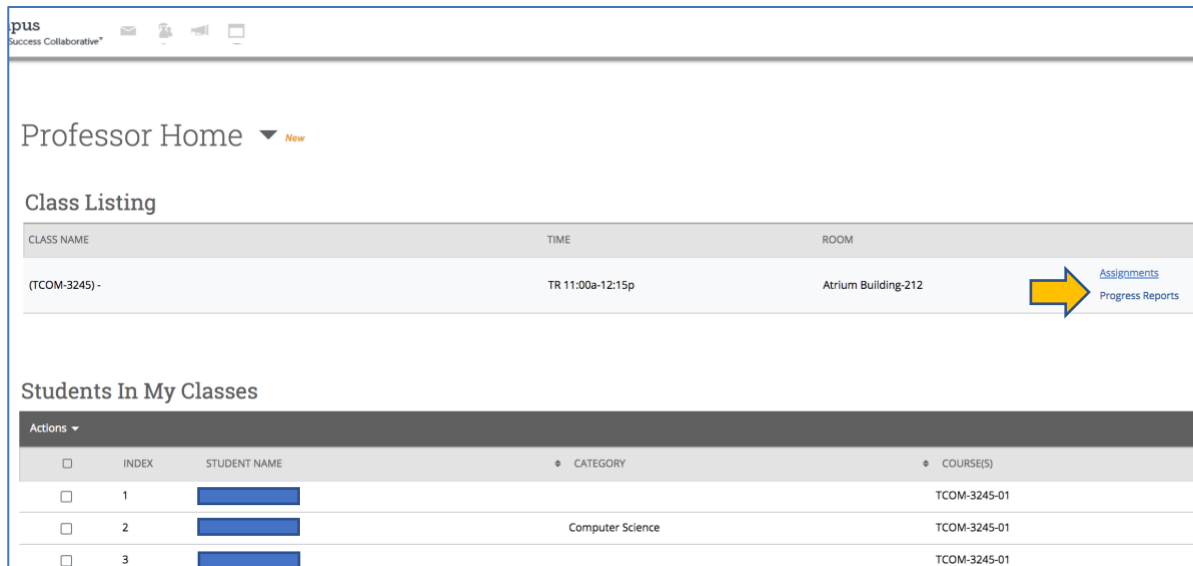 pus
Success Collaborative
Professor Home New
Class Listing
CLASS NAME TIME ROOM
(TCOM-3245) - TR 11:00a-12:15p Atrium Building-212
Assignments
Progress Reports
Students In My Classes
Actions
INDEX STUDENT NAME CATEGORY COURSE(S)
1 TCOM-3245-01
2 Computer Science TCOM-3245-01
3 TCOM-3245-01